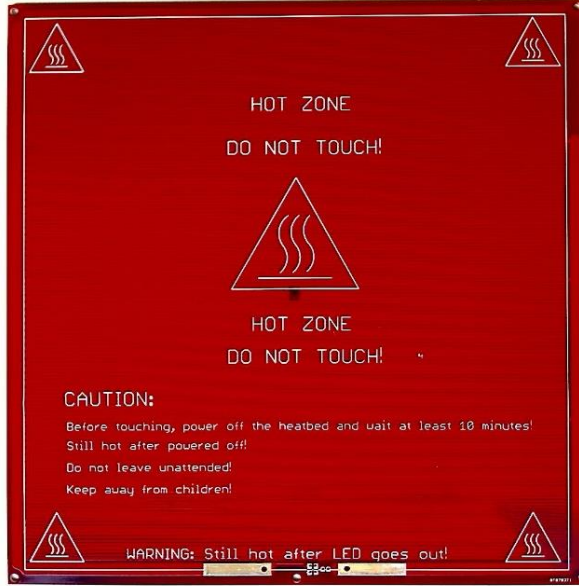 HOT ZONE
DO NOT TOUCH!
HOT ZONE
DO NOT TOUCH!
CAUTION:
Before touching, power off the heatbed and wait at least 10 minutes!
Still hot after powered off!
Do not leave unattended!
Keep away from children!
WARNING: Still hot after LED goes out!